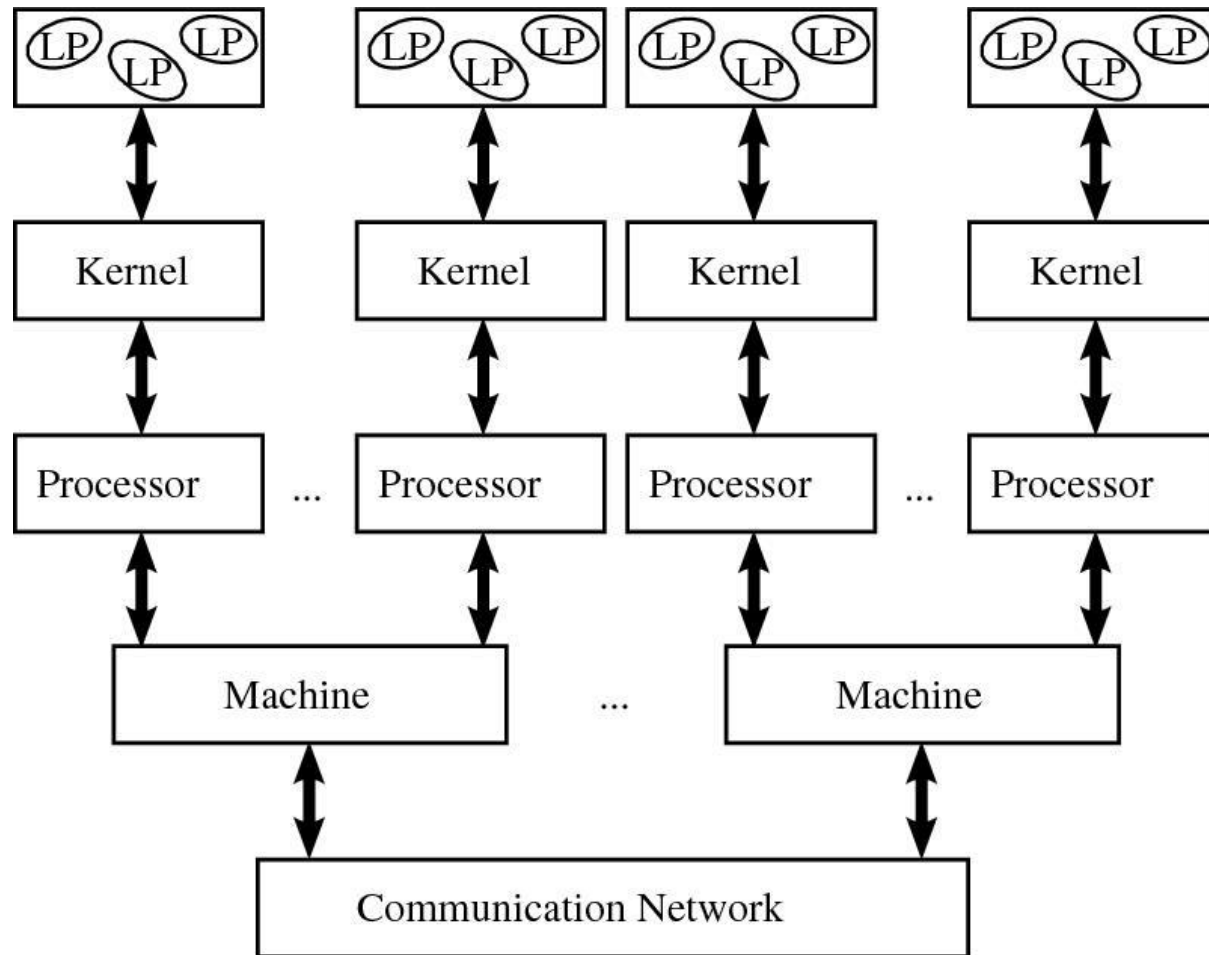 LP LP LP LP LP LP LP LP
LP LP LP LP
Kernel Kernel Kernel Kernel
Processor ... Processor Processor ... Processor
Machine ... Machine
Communication Network